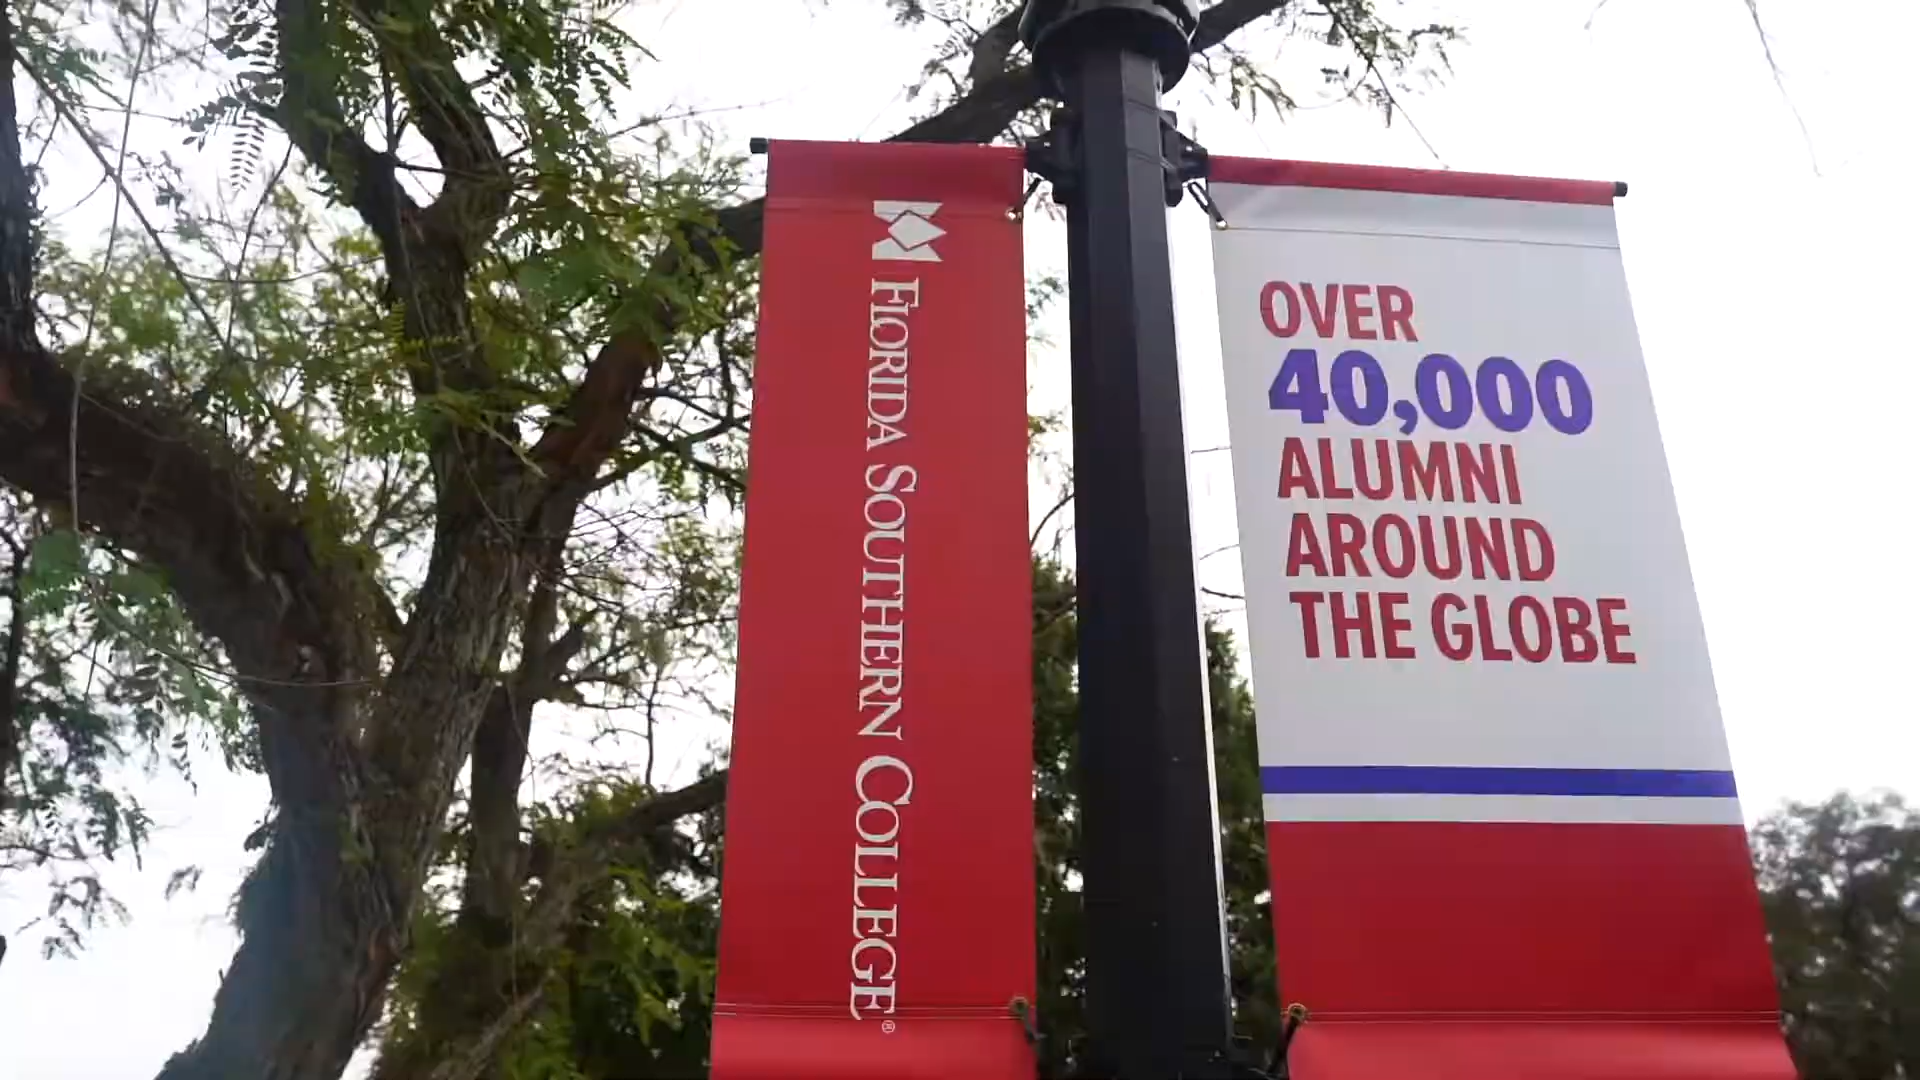 FLORIDA SOUTHERN COLLEGE®
OVER
40,000
ALUMNI
AROUND
THE GLOBE